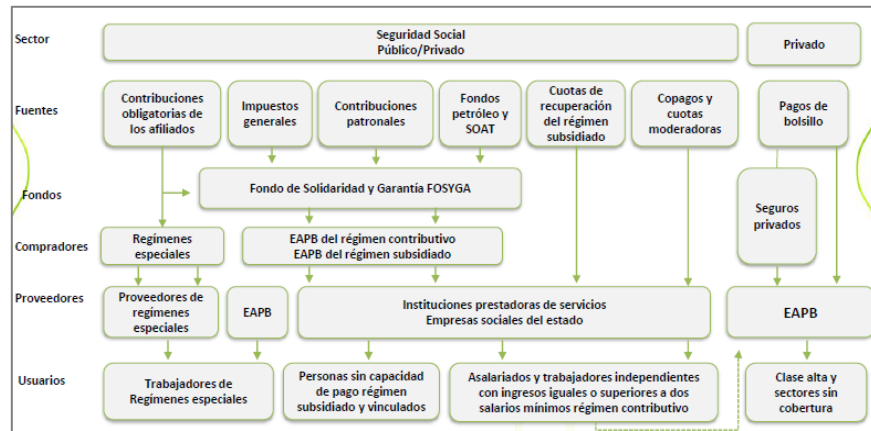 Sector
Seguridad Social
Público/Privado
Privado
Fuentes
Contribuciones
obligatorias de
los afiliados
Impuestos
generales
Contribuciones
patronales
Fondos
petróleo y
SOAT
Cuotas de
recuperación
del régimen
subsidiado
Copagos y
cuotas
moderadoras
Pagos de
bolsillo
Fondos
Fondo de Solidaridad y Garantía FOSYGA
Seguros
privados
Compradores
Regímenes
especiales
EAPB del régimen contributivo
EAPB del régimen subsidiado
Proveedores
Proveedores de
regímenes
especiales
EAPB
Instituciones prestadoras de servicios
Empresas sociales del estado
EAPB
Usuarios
Trabajadores de
Regímenes especiales
Personas sin capacidad
de pago régimen
subsidiado y vinculados
Asalariados y trabajadores independientes
con ingresos iguales o superiores a dos
salarios mínimos régimen contributivo
Clase alta y
sectores sin
cobertura